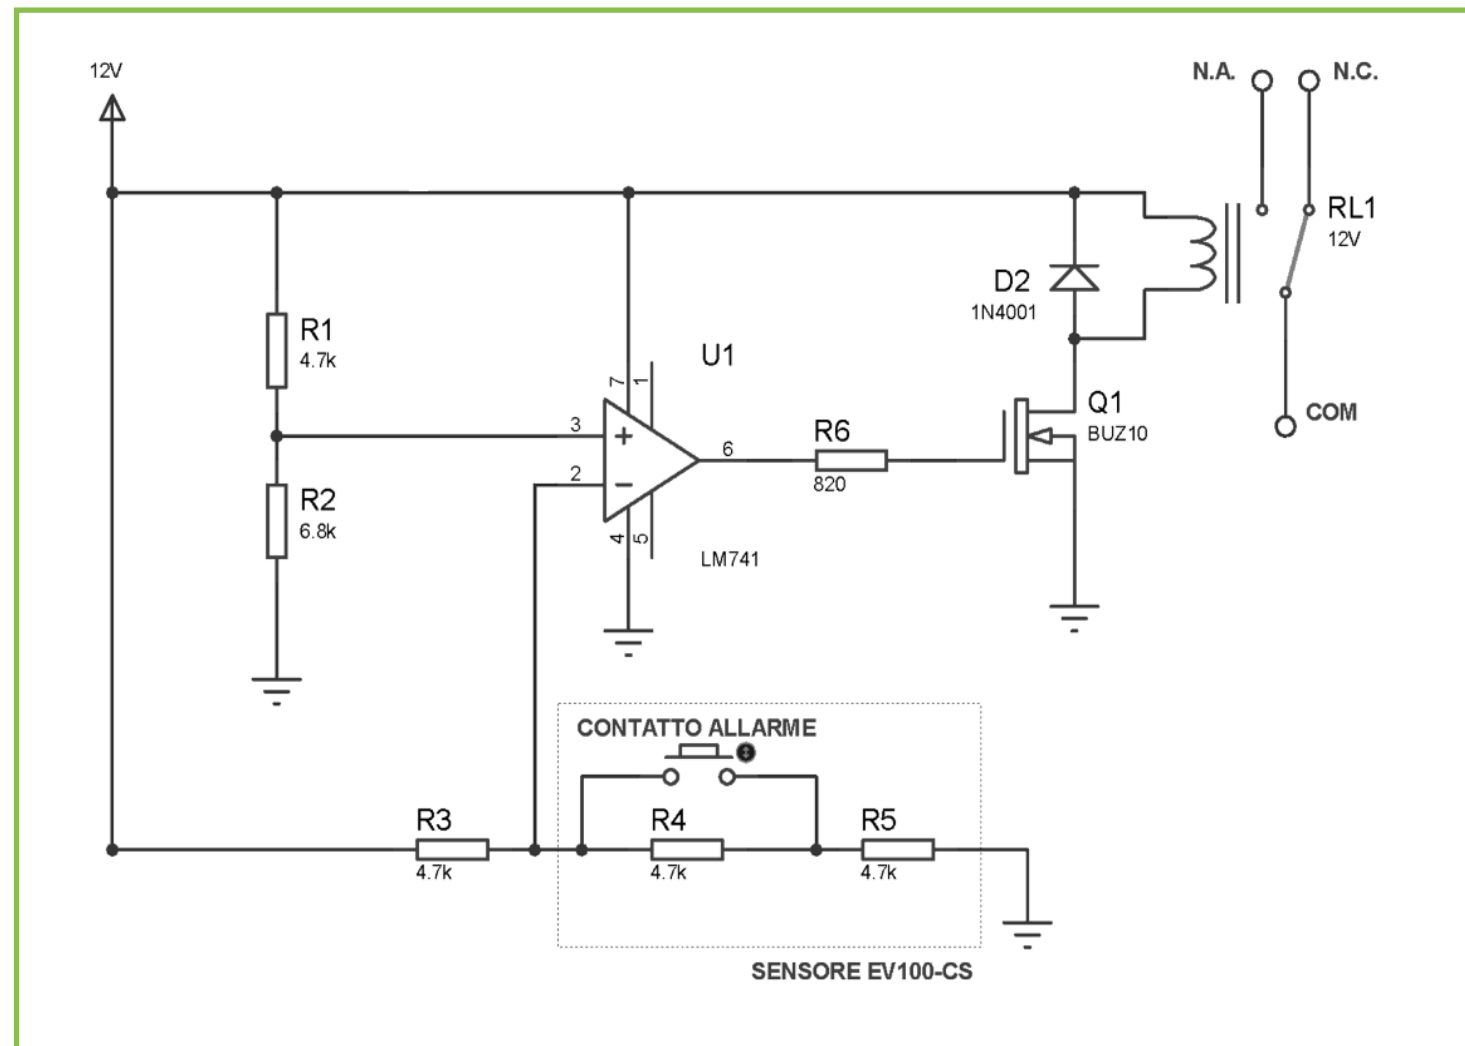 12V
N.A.
N.C.
RL1
12V
D2
1N4001
R1
4.7k
U1
7
1
COM
Q1
BUZ10
3
R6
6
820
2
R2
6.8k
4
5
LM741
CONTATTO ALLARME
R3
R4
R5
4.7k
4.7k
4.7k
SENSORE EV100-CS